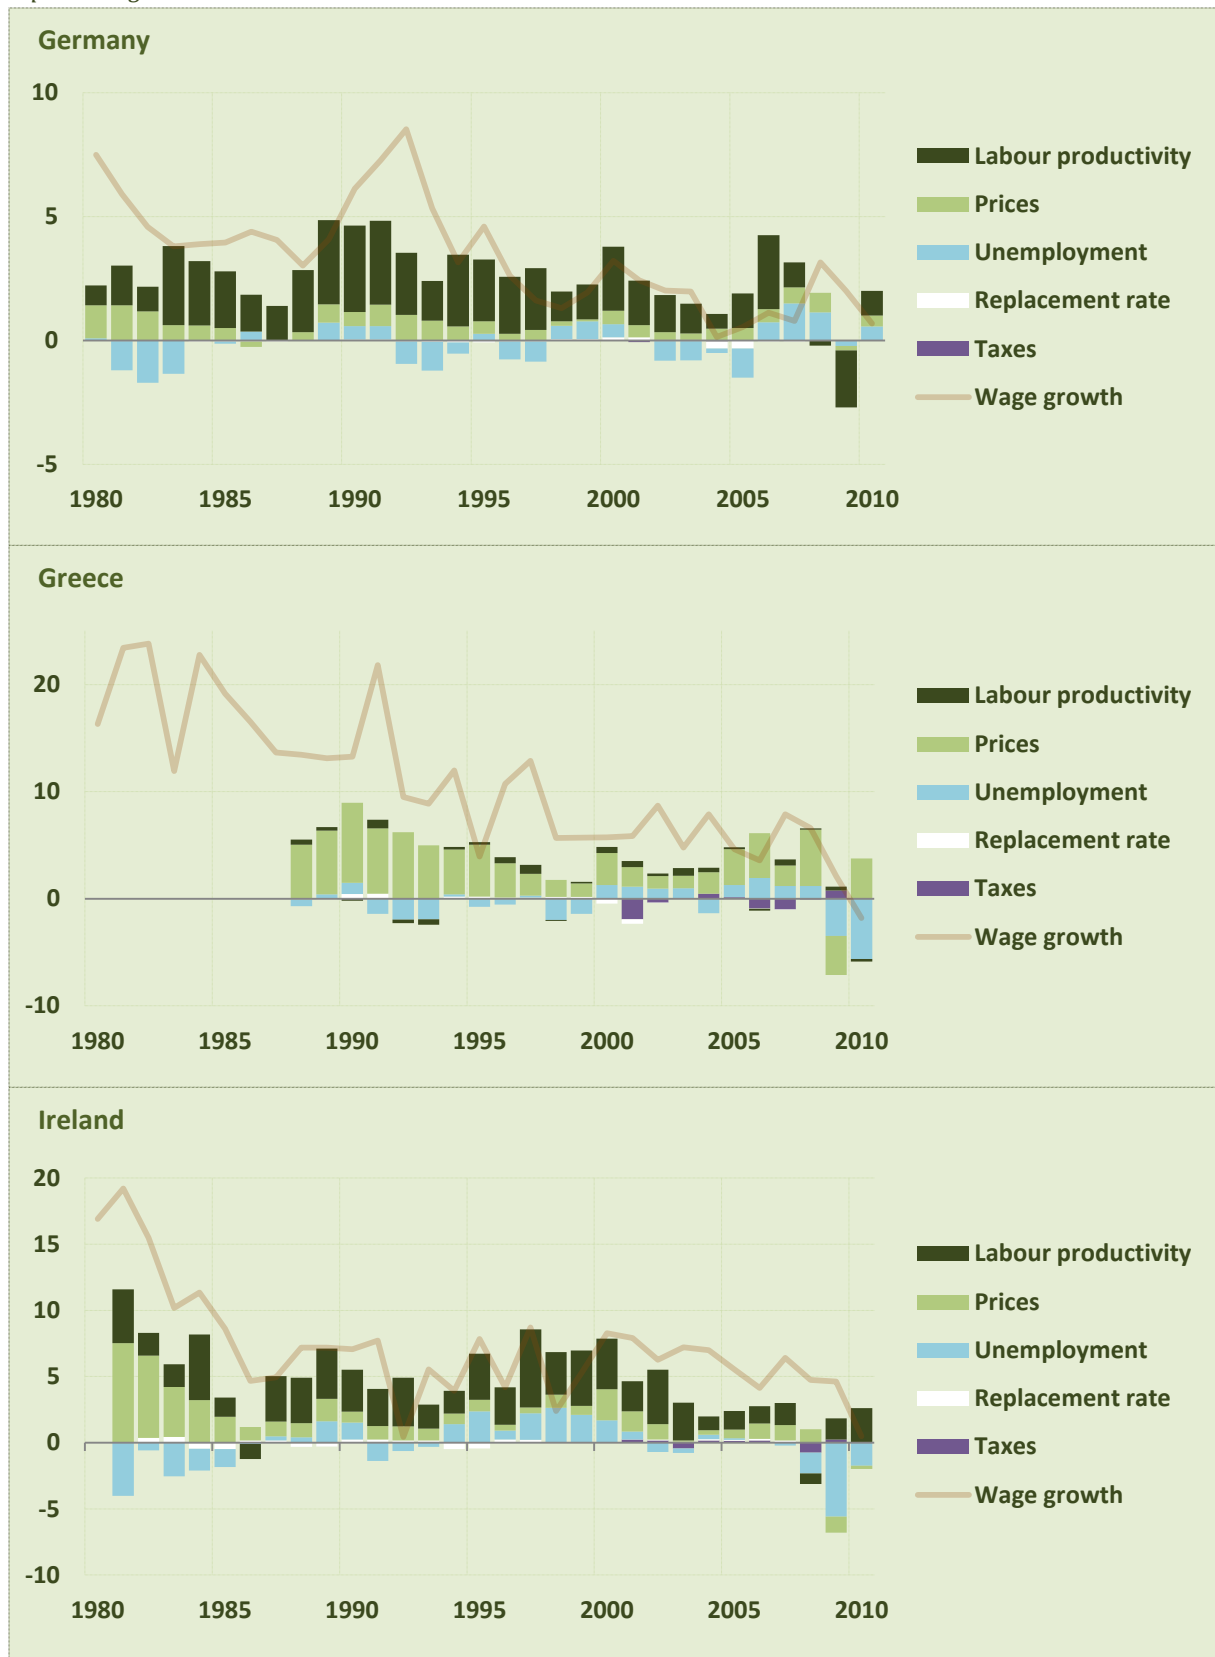 Germany
10
Labour productivity
Prices
5
Unemployment
Replacement rate
0
Taxes
Wage growth
-5
1980 1985 1990 1995 2000 2005 2010
Greece
20
Labour productivity
Prices
10
Unemployment
Replacement rate
0
Taxes
Wage growth
-10
1980 1985 1990 1995 2000 2005 2010
Ireland
20
15
Labour productivity
10
Prices
5
Unemployment
Replacement rate
0
Taxes
Wage growth
-5
-10
1980 1985 1990 1995 2000 2005 2010